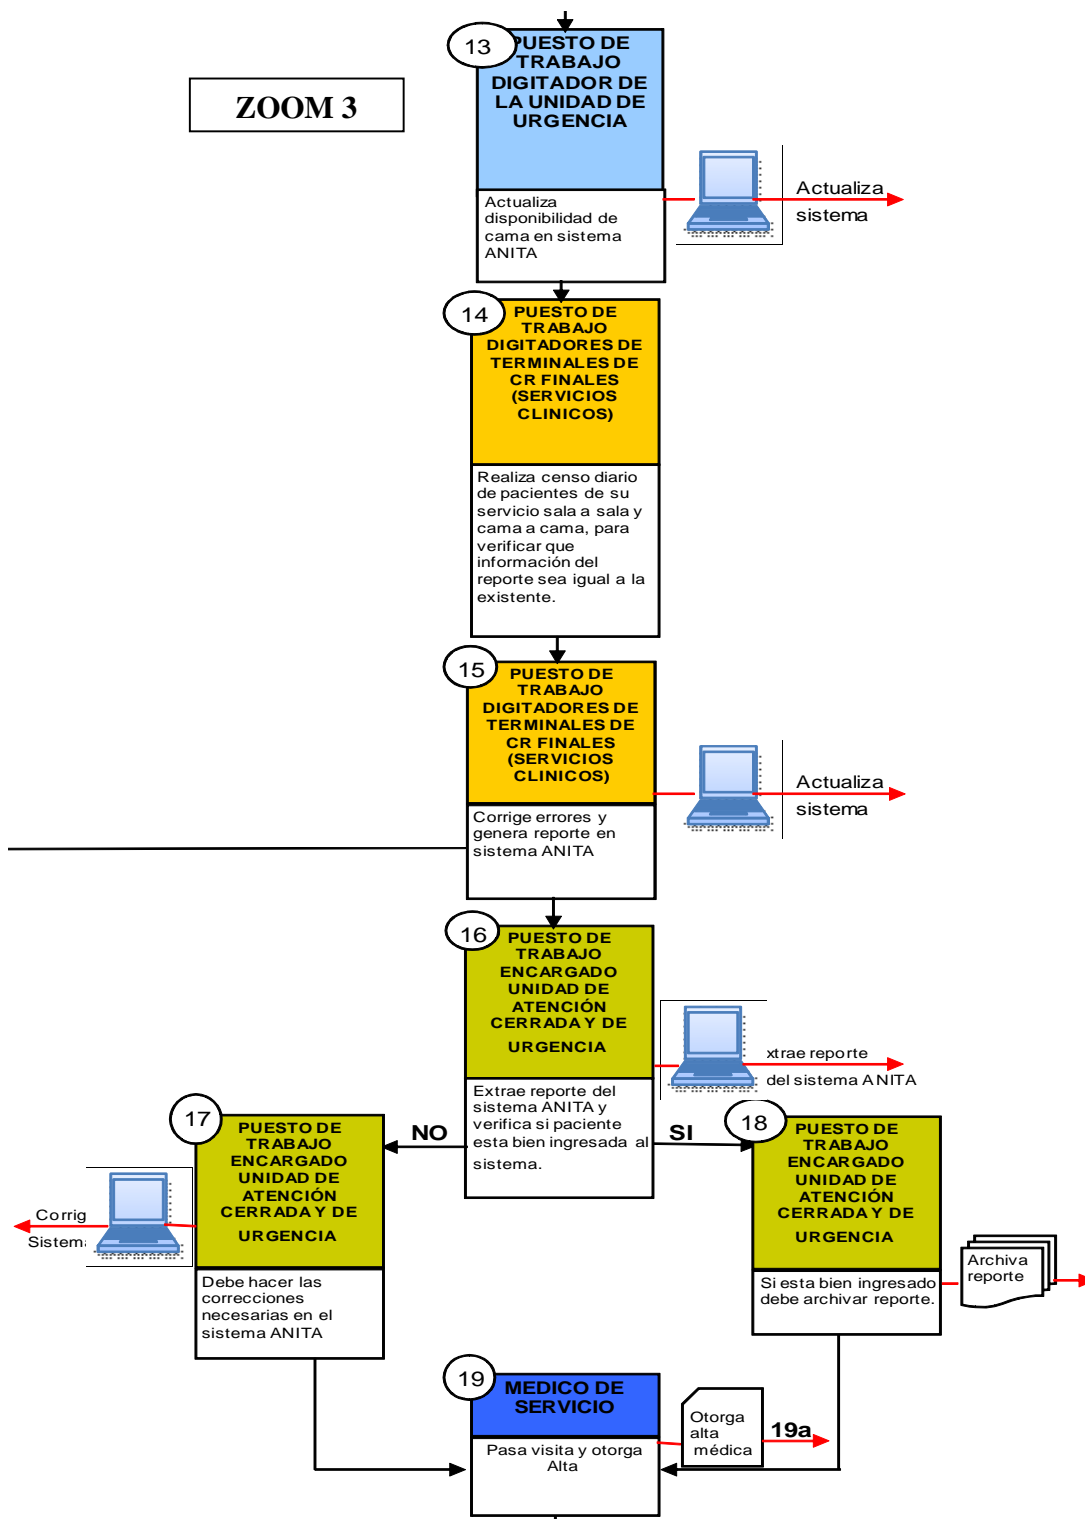 ZOOM 3
13
PUESTO DE
TRABAJO
DIGITADOR DE
LA UNIDAD DE
URGENCIA
Actualiza
disponibilidad de
cama en sistema
ANITA
Actualiza
sistema
14
PUESTO DE
TRABAJO
DIGITADORES DE
TERMINALES DE
CR FINALES
(SERVICIOS
CLINICOS)
Realiza censo diario
de pacientes de su
servicio sala a sala y
cama a cama, para
verificar que
información del
reporte sea igual a la
existente.
15
PUESTO DE
TRABAJO
DIGITADORES DE
TERMINALES DE
CR FINALES
(SERVICIOS
CLINICOS)
Corrige errores y
genera reporte en
sistema ANITA
Actualiza
sistema
16
PUESTO DE
TRABAJO
ENCARGADO
UNIDAD DE
ATENCIÓN
CERRADA Y DE
URGENCIA
Extrae reporte del
sistema ANITA y
verifica si paciente
esta bien ingresada al
sistema.
xtrae reporte
del sistema ANITA
NO
SI
17
PUESTO DE
TRABAJO
ENCARGADO
UNIDAD DE
ATENCIÓN
CERRADA Y DE
URGENCIA
Debe hacer las
correcciones
necesarias en el
sistema ANITA
Corrig
Sistema
18
PUESTO DE
TRABAJO
ENCARGADO
UNIDAD DE
ATENCIÓN
CERRADA Y DE
URGENCIA
Si esta bien ingresado
debe archivar reporte.
Archiva
reporte
19
MEDICO DE
SERVICIO
Pasa visita y otorga
Alta
Otorga
alta
médica
19a